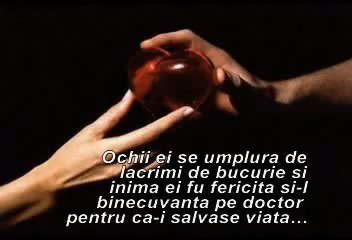 Ochii ei se umplura de
lacrimi de bucurie si
inima ei fu fericita si-l
binecuvanta pe doctor
pentru ca-i salvase viata...